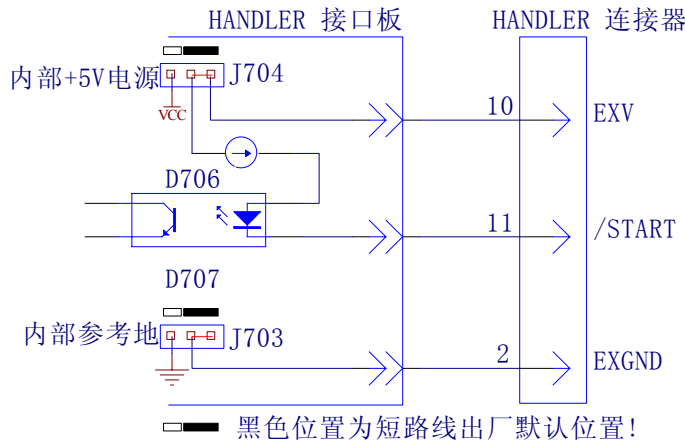 HANDLER 接口板
HANDLER 连接器
内部+5V电源
J704
VCC
10
EXV
D706
11
/START
D707
内部参考地
J703
2
EXGND
黑色位置为短路线出厂默认位置!